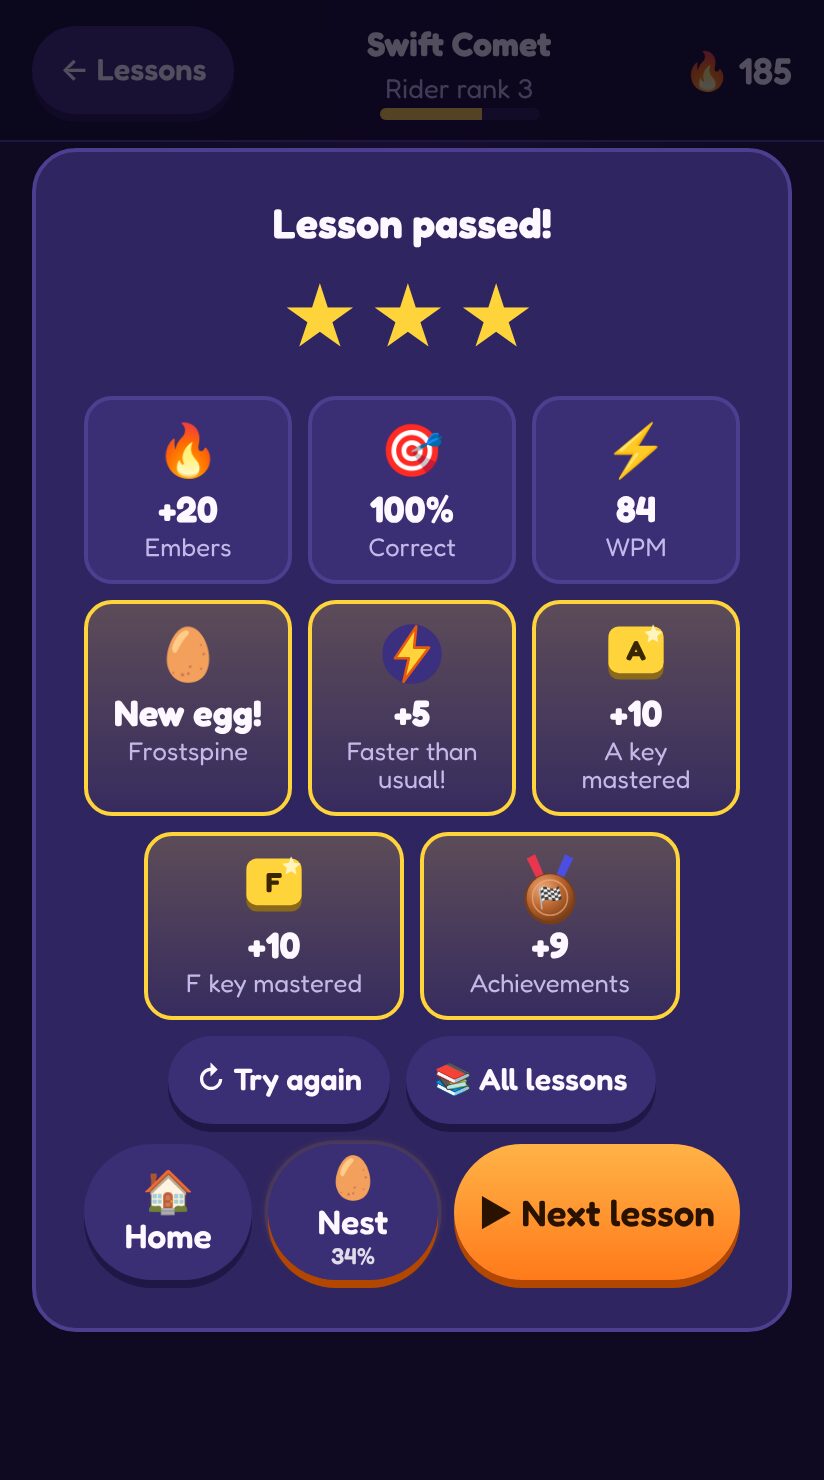 ← Lessons
Swift Comet
Rider rank 3
185
Lesson passed!
+20
Embers
100%
Correct
84
WPM
New egg!
Frostspine
+5
Faster than
usual!
A
+10
A key
mastered
F
+10
F key mastered
+9
Achievements
↻ Try again
All lessons
Home
Nest
34%
▶ Next lesson